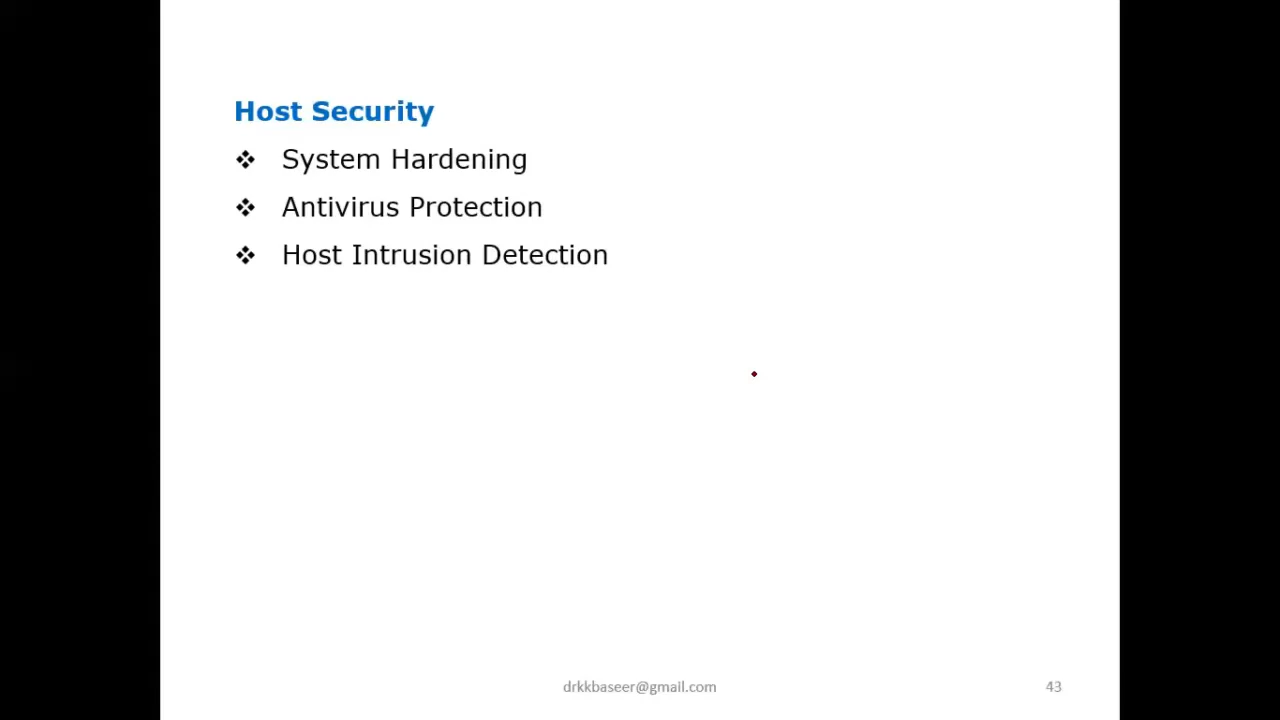 Host Security
❖ System Hardening
❖ Antivirus Protection
❖ Host Intrusion Detection
drkkbaseer@gmail.com
43